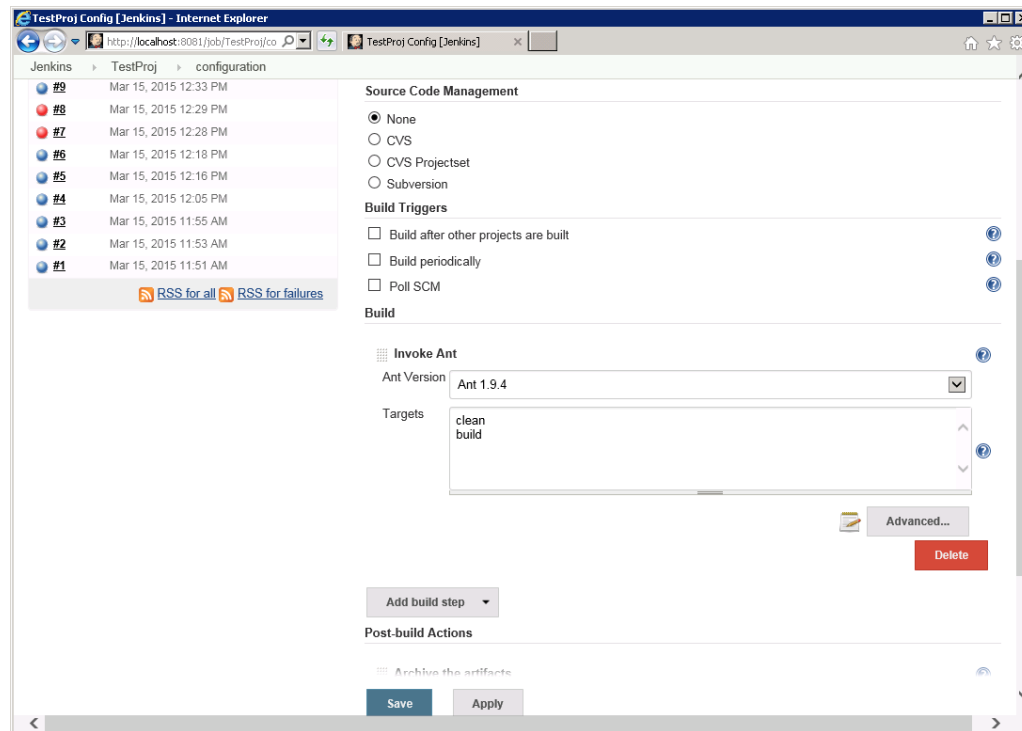 TestProj Config [Jenkins] - Internet Explorer
http://localhost:8081/job/TestProj/co
TestProj Config [Jenkins]
Jenkins TestProj configuration
#9 Mar 15, 2015 12:33 PM
#8 Mar 15, 2015 12:29 PM
#7 Mar 15, 2015 12:28 PM
#6 Mar 15, 2015 12:18 PM
#5 Mar 15, 2015 12:16 PM
#4 Mar 15, 2015 12:05 PM
#3 Mar 15, 2015 11:55 AM
#2 Mar 15, 2015 11:53 AM
#1 Mar 15, 2015 11:51 AM
RSS for all RSS for failures
Source Code Management
None
CVS
CVS Projectset
Subversion
Build Triggers
Build after other projects are built
Build periodically
Poll SCM
Build
Invoke Ant
Ant Version Ant 1.9.4
Targets clean
build
Advanced...
Delete
Add build step
Post-build Actions
Archive the artifacts
Save Apply